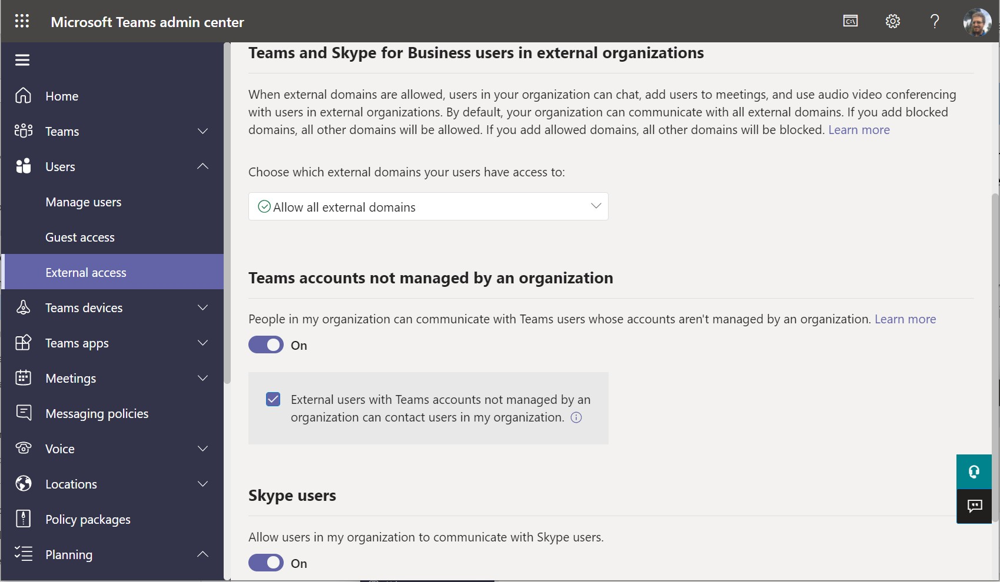 C:\
Microsoft Teams admin center
?
Home
Teams
Users
Manage users
Guest access
External access
Teams devices
Teams apps
Meetings
Messaging policies
Voice
Locations
Policy packages
Planning
Teams and Skype for Business users in external organizations
When external domains are allowed, users in your organization can chat, add users to meetings, and use audio video conferencing
with users in external organizations. By default, your organization can communicate with all external domains. If you add blocked
domains, all other domains will be allowed. If you add allowed domains, all other domains will be blocked. Learn more
Choose which external domains your users have access to:
Allow all external domains
Teams accounts not managed by an organization
People in my organization can communicate with Teams users whose accounts aren't managed by an organization. Learn more
On
External users with Teams accounts not managed by an
organization can contact users in my organization.
Skype users
Allow users in my organization to communicate with Skype users.
On